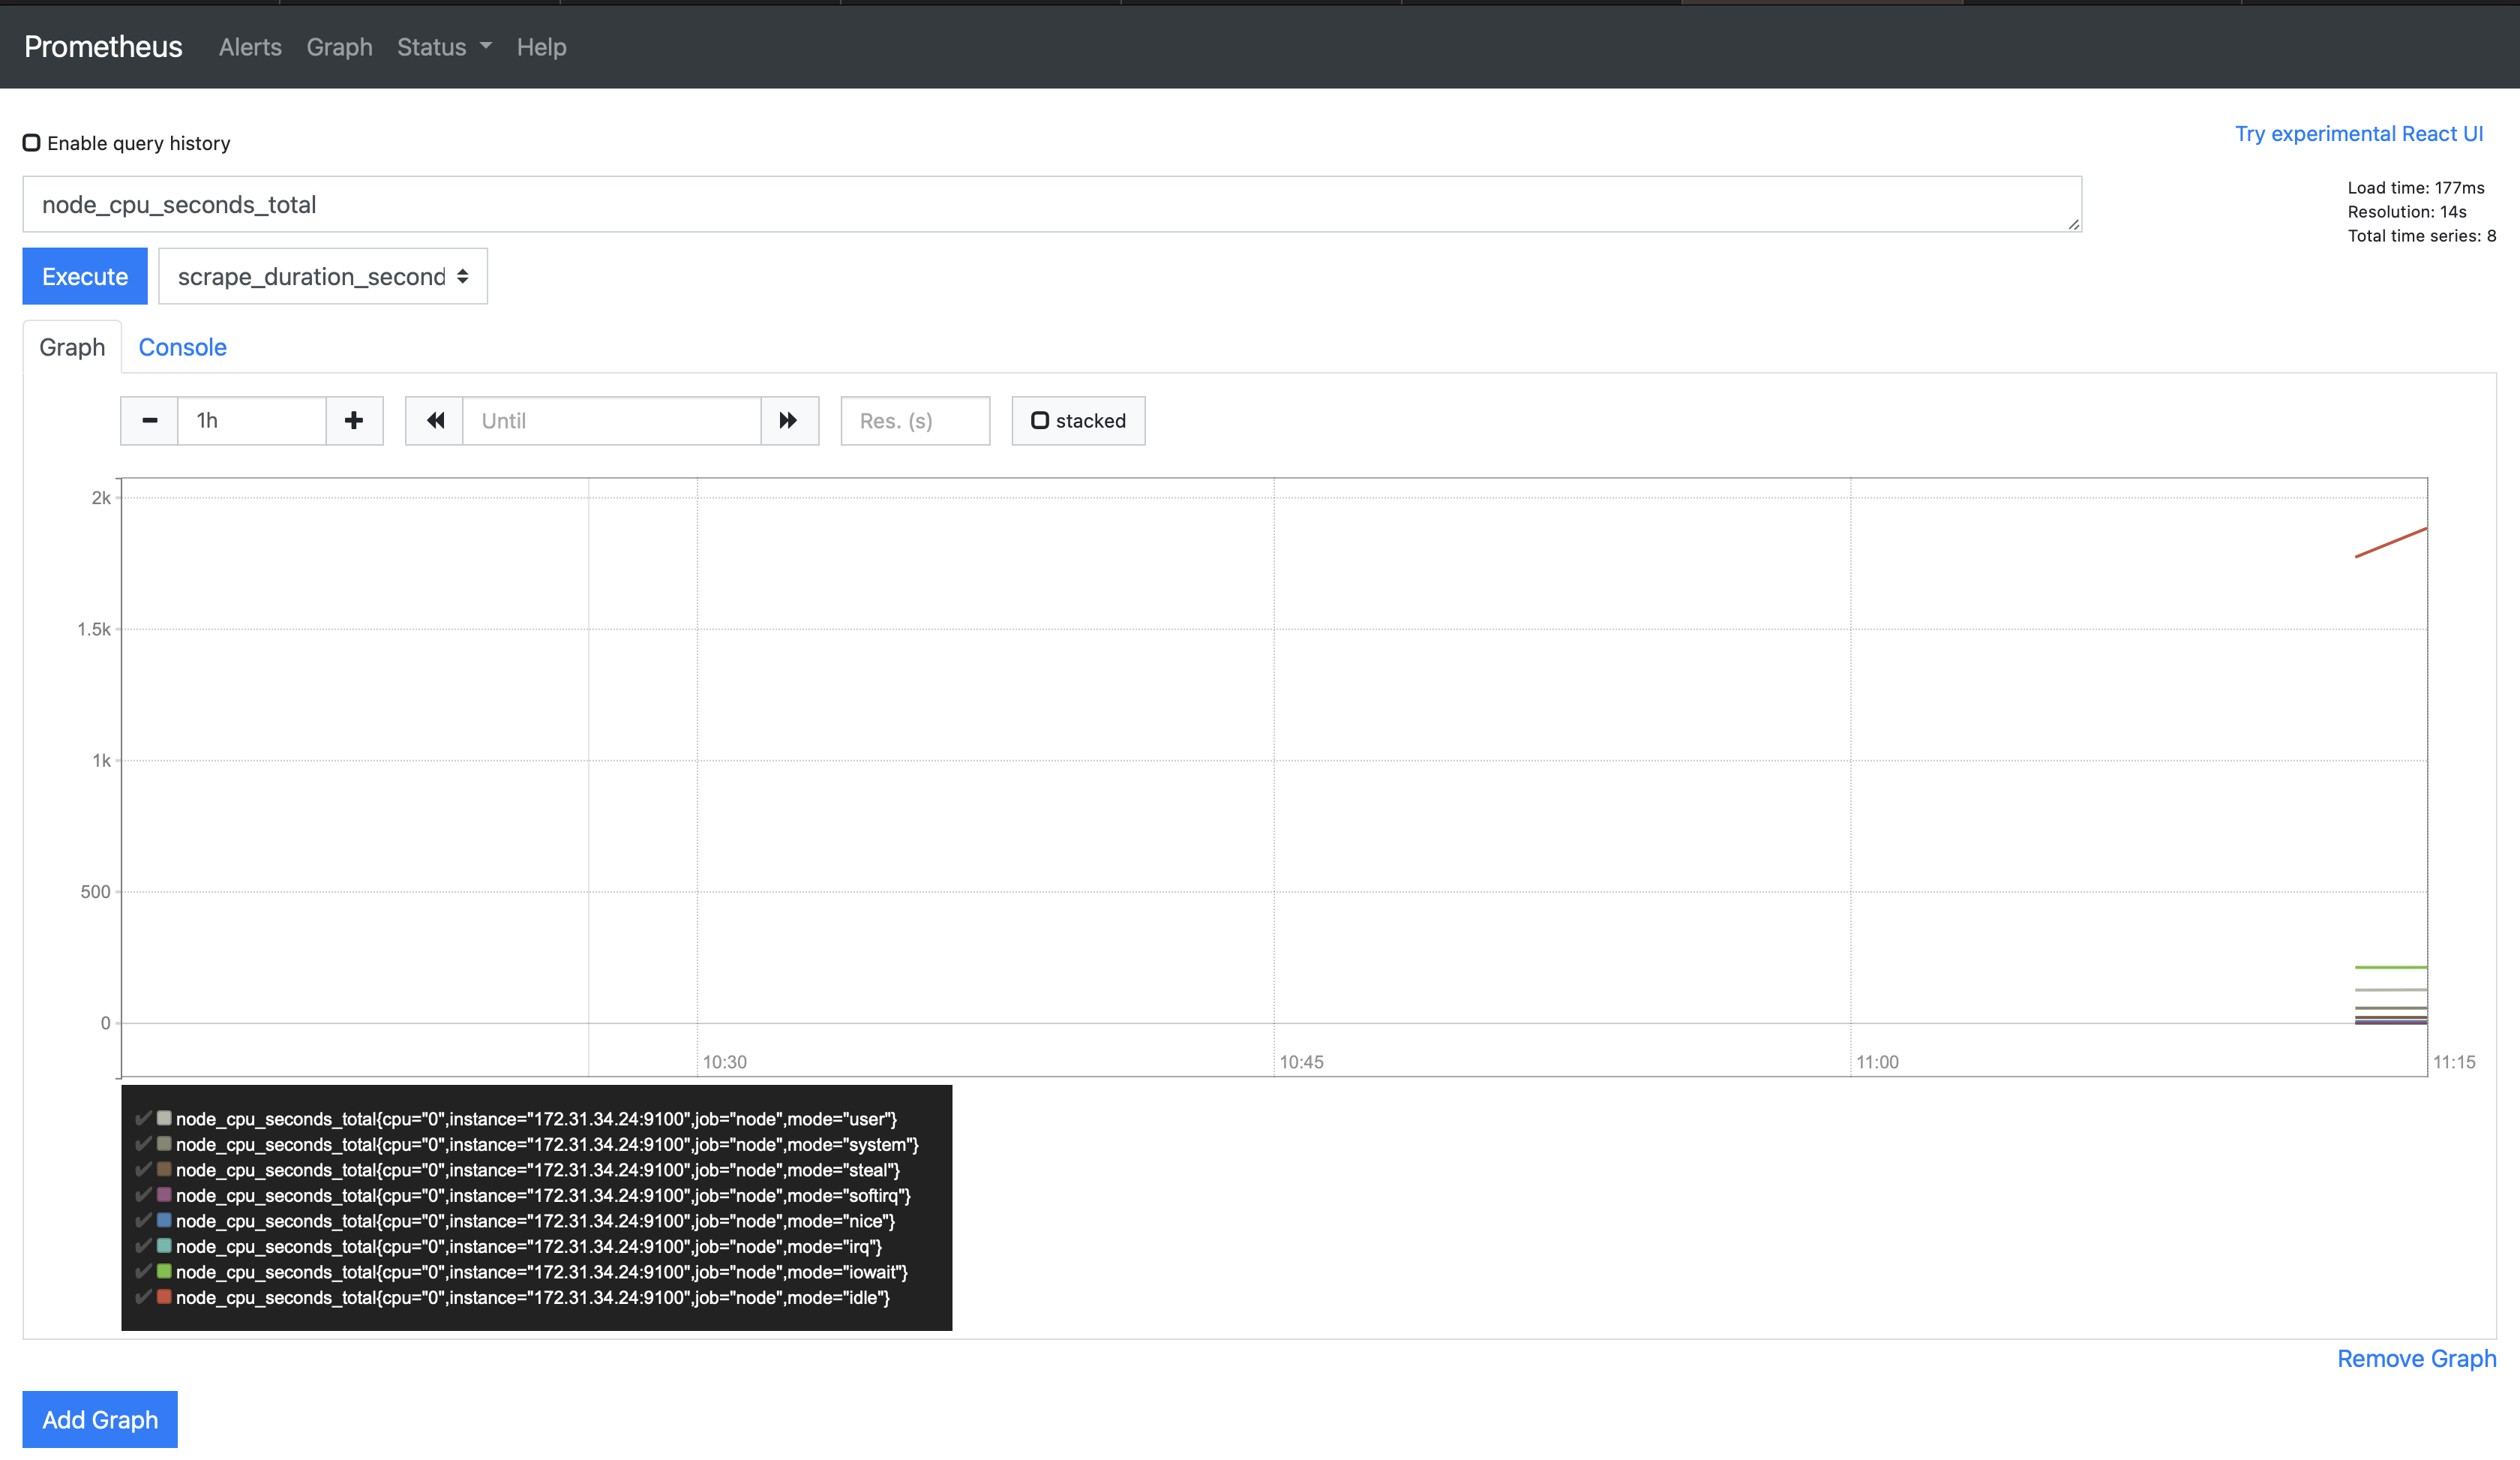 Prometheus Alerts Graph Status Help
Enable query history
Try experimental React UI
node_cpu_seconds_total
Load time: 177ms
Resolution: 14s
Total time series: 8
Execute scrape_duration_second
Graph Console
1h Until Res. (s) stacked
2k
1.5k
1k
500
0
10:30 10:45 11:00 11:15
node_cpu_seconds_total{cpu="0",instance="172.31.34.24:9100",job="node",mode="user"}
node_cpu_seconds_total{cpu="0",instance="172.31.34.24:9100",job="node",mode="system"}
node_cpu_seconds_total{cpu="0",instance="172.31.34.24:9100",job="node",mode="steal"}
node_cpu_seconds_total{cpu="0",instance="172.31.34.24:9100",job="node",mode="softirq"}
node_cpu_seconds_total{cpu="0",instance="172.31.34.24:9100",job="node",mode="nice"}
node_cpu_seconds_total{cpu="0",instance="172.31.34.24:9100",job="node",mode="irq"}
node_cpu_seconds_total{cpu="0",instance="172.31.34.24:9100",job="node",mode="iowait"}
node_cpu_seconds_total{cpu="0",instance="172.31.34.24:9100",job="node",mode="idle"}
Remove Graph
Add Graph